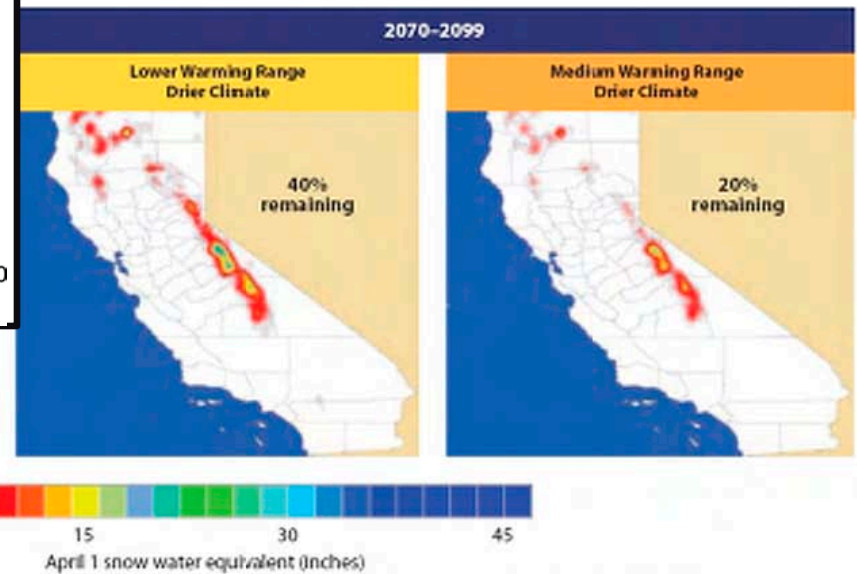 2070–2099
Lower Warming Range
Drier Climate
Medium Warming Range
Drier Climate
40%
remaining
20%
remaining
0
15 30 45
April 1 snow water equivalent (inches)